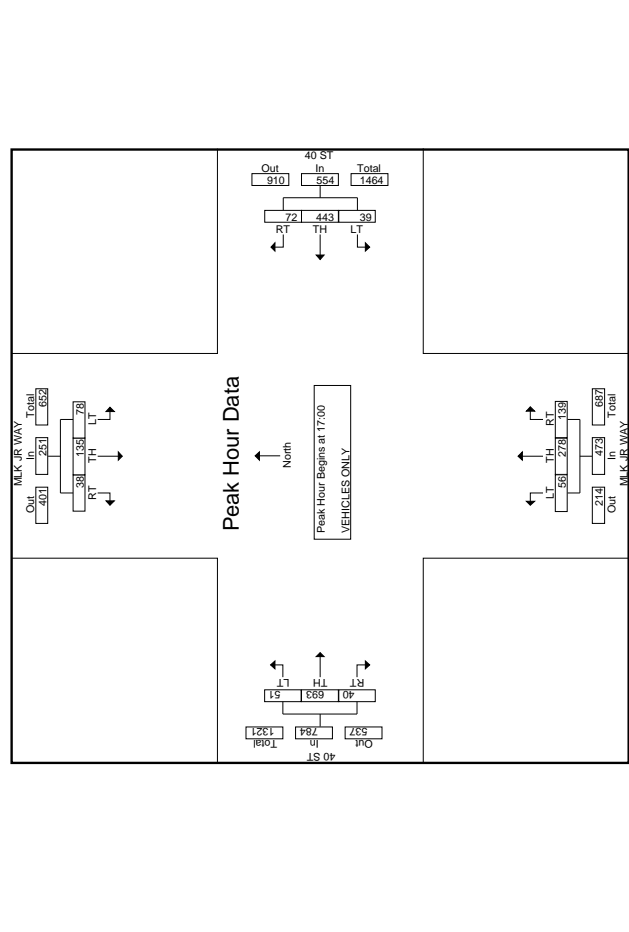 40 ST
Out In Total
910 554 1464
72 443 39
RT TH LT
MLK JR WAY
Out In Total
401 251 652
38 135 78
RT TH LT
Peak Hour Data
North
Peak Hour Begins at 17:00
VEHICLES ONLY
56 278 139
LT TH RT
214 473 687
Out In Total
MLK JR WAY
LT TH RT
51 693 40
1321 784 537
Total In Out
40 ST